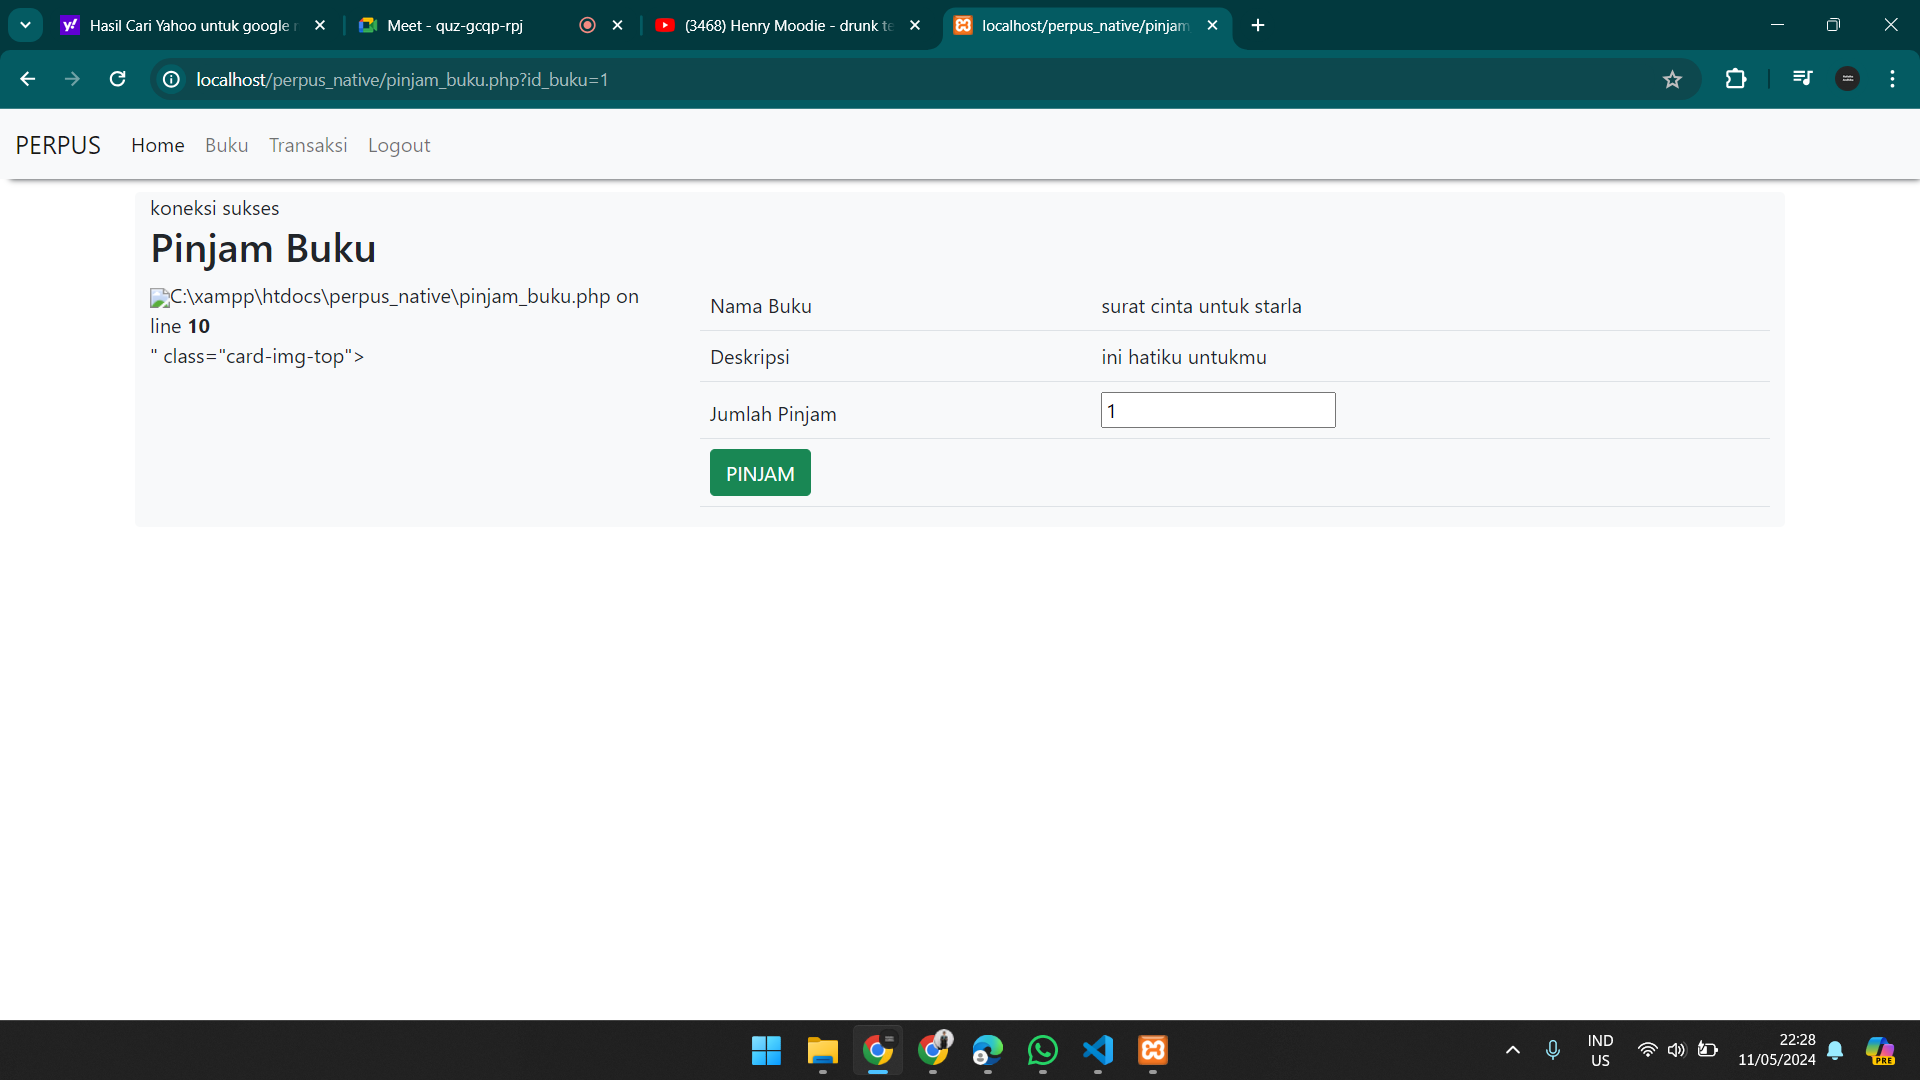 Hasil Cari Yahoo untuk google
Meet - quz-gcqp-rpj
(3468) Henry Moodie - drunk te
localhost/perpus_native/pinjam
localhost/perpus_native/pinjam_buku.php?id_buku=1
PERPUS Home Buku Transaksi Logout
koneksi sukses
Pinjam Buku
C:\xampp\htdocs\perpus_native\pinjam_buku.php on
line 10
" class="card-img-top">
Nama Buku surat cinta untuk starla
Deskripsi ini hatiku untukmu
Jumlah Pinjam 1
PINJAM
IND
US
22:28
11/05/2024
PRE